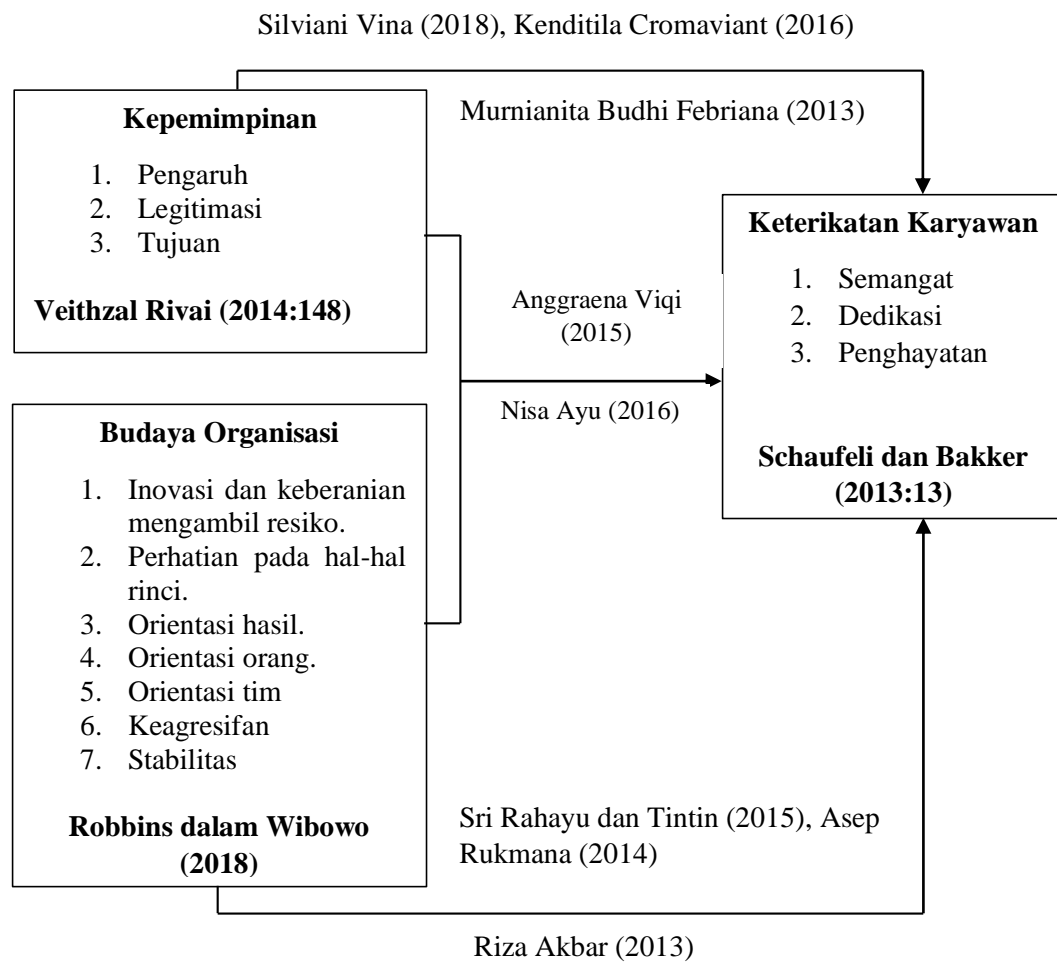 Silviani Vina (2018), Kenditila Cromaviant (2016)
Murnianita Budhi Febriana (2013)
Kepemimpinan
1. Pengaruh
2. Legitimasi
3. Tujuan
Veithzal Rivai (2014:148)
Keterikatan Karyawan
1. Semangat
2. Dedikasi
3. Penghayatan
Schaufeli dan Bakker
(2013:13)
Anggraena Viqi
(2015)
Nisa Ayu (2016)
Budaya Organisasi
1. Inovasi dan keberanian
mengambil resiko.
2. Perhatian pada hal-hal
rinci.
3. Orientasi hasil.
4. Orientasi orang.
5. Orientasi tim
6. Keagresifan
7. Stabilitas
Robbins dalam Wibowo
(2018)
Sri Rahayu dan Tintin (2015), Asep
Rukmana (2014)
Riza Akbar (2013)